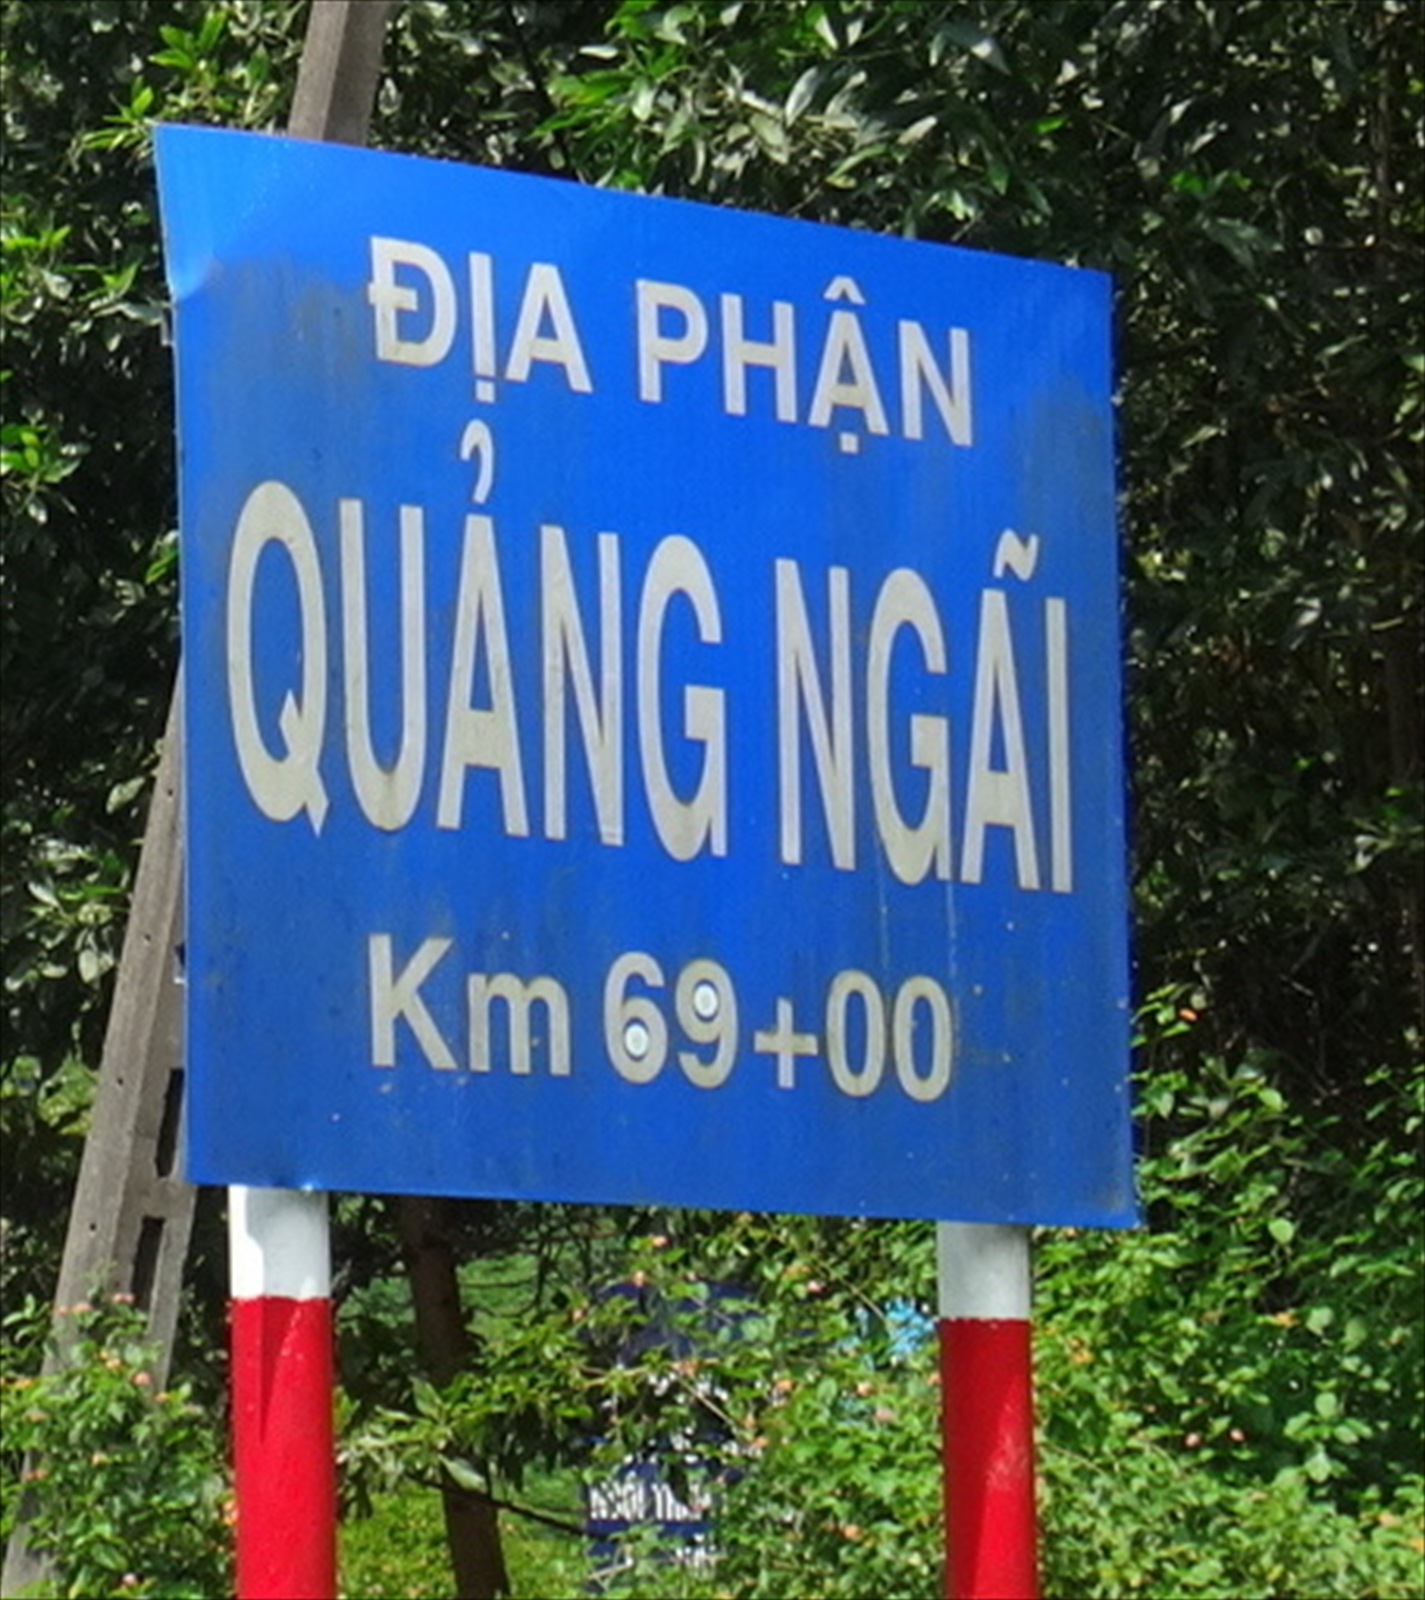 ĐỊA PHẬN
QUẢNG NGÃI
Km 69+00